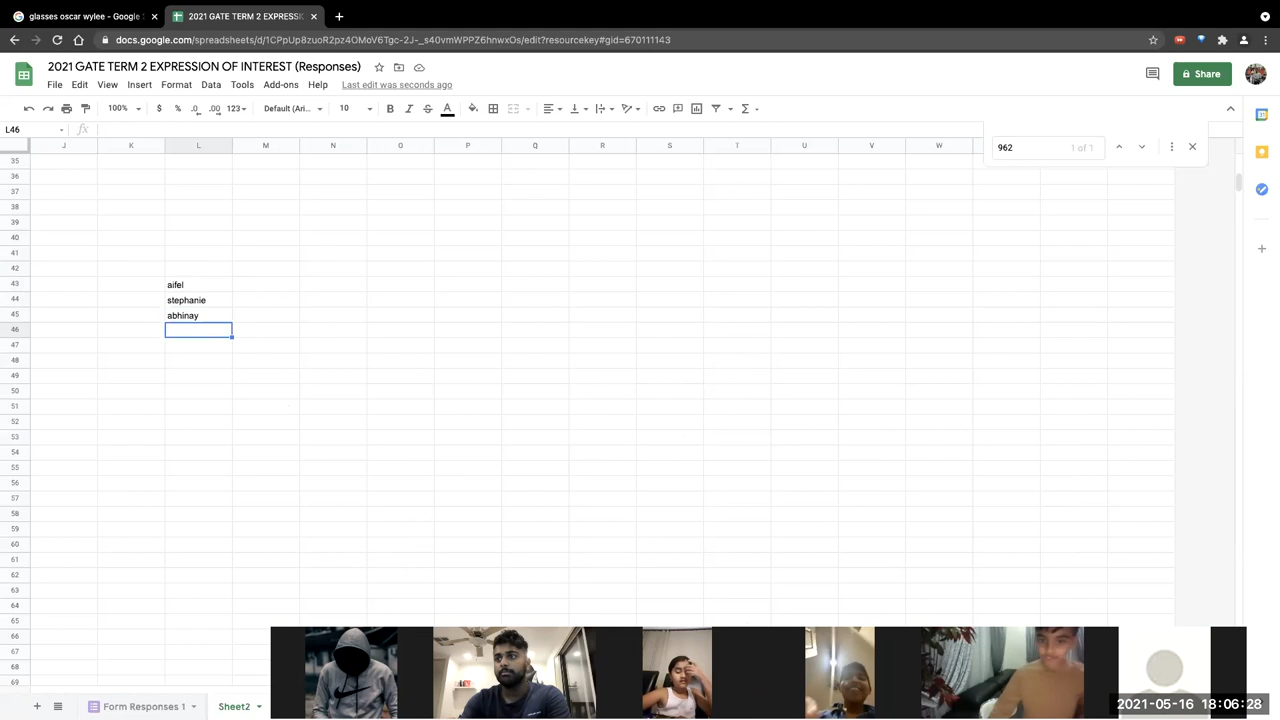 glasses oscar wylee - Google
2021 GATE TERM 2 EXPRESSI
docs.google.com/spreadsheets/d/1CPpUp8zuoR2pz4OMoV6Tgc-2J-_s40vmWPPZ6hnwxOs/edit?resourcekey#gid=670111143
2021 GATE TERM 2 EXPRESSION OF INTEREST (Responses)
File Edit View Insert Format Data Tools Add-ons Help Last edit was seconds ago
Share
100% $ % .0 .00 123 Default (Ari... 10 B I S A Σ
L46 fx
962 1 of 1
J K L M N O P Q R S T U V W
35
36
37
38
39
40
41
42
43 aifel
44 stephanie
45 abhinay
46
47
48
49
50
51
52
53
54
55
56
57
58
59
60
61
62
63
64
65
66
67
68
69
Form Responses 1 Sheet2
2021-05-16 18:06:28